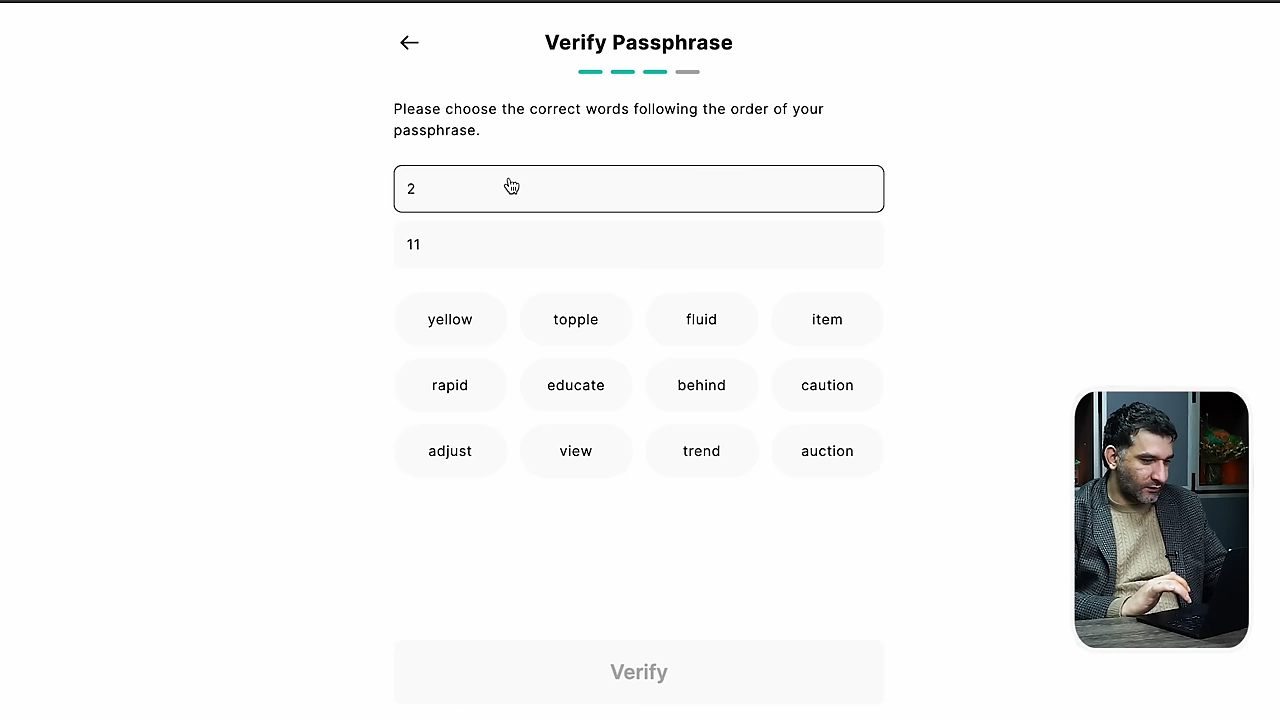 Verify Passphrase
Please choose the correct words following the order of your
passphrase.
2
11
yellow topple fluid item
rapid educate behind caution
adjust view trend auction
Verify